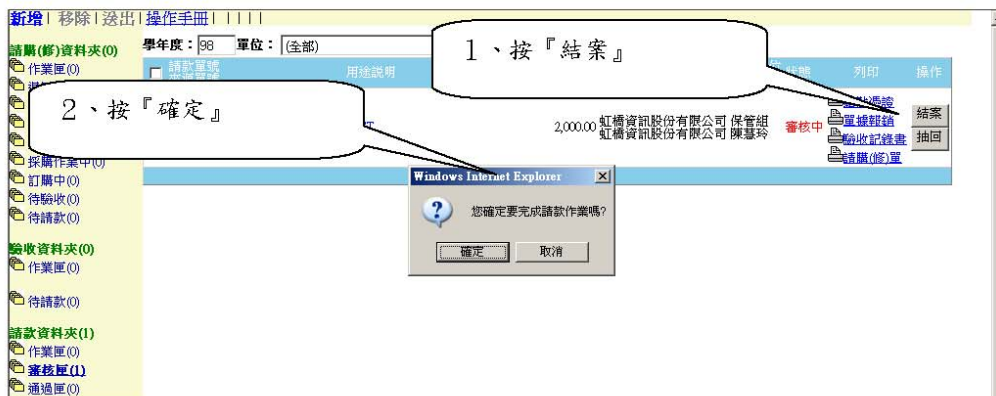 新增 | 移除 | 送出 | 操作手冊 | | | | |
學年度：98 單位：(全部)
1、按『結案』
2、按『確定』
請購(修)資料夾(0)
作業匣(0)
請款單號
用途說明
狀態 列印 操作
2,000.00 虹橋資訊股份有限公司 保管組
虹橋資訊股份有限公司 陳慧玲
審核中
單據報銷
驗收記錄書
請購(修)單
結案
抽回
採購作業中(0)
訂購中(0)
待驗收(0)
待請款(0)
Windows Internet Explorer
您確定要完成請款作業嗎?
確定 取消
驗收資料夾(0)
作業匣(0)
待請款(0)
請款資料夾(1)
作業匣(0)
審核匣(1)
通過匣(0)